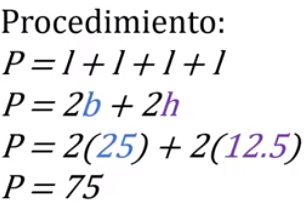 Procedimiento:
P = l + l + l + l
P = 2b + 2h
P = 2(25) + 2(12.5)
P = 75